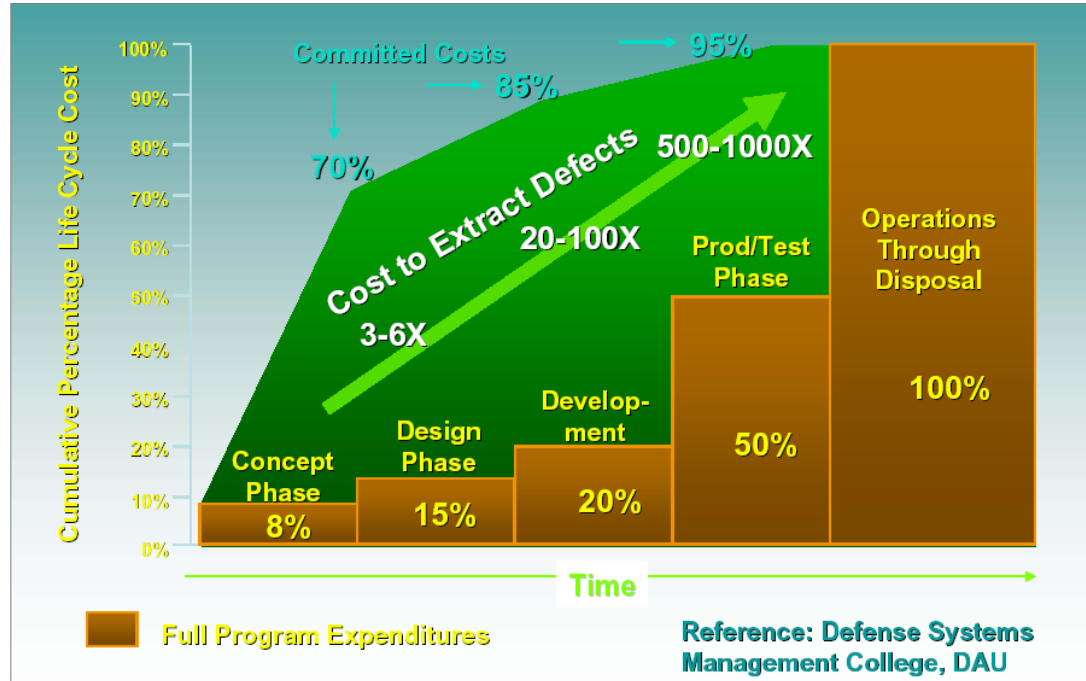 Cumulative Percentage Life Cycle Cost
100%
90%
80%
70%
60%
50%
40%
30%
20%
10%
0%
Committed Costs
70%
85%
95%
Cost to Extract Defects
3-6X
20-100X
500-1000X
Concept
Phase
8%
Design
Phase
15%
Develop-
ment
20%
Prod/Test
Phase
50%
Operations
Through
Disposal
100%
Time
Full Program Expenditures
Reference: Defense Systems
Management College, DAU